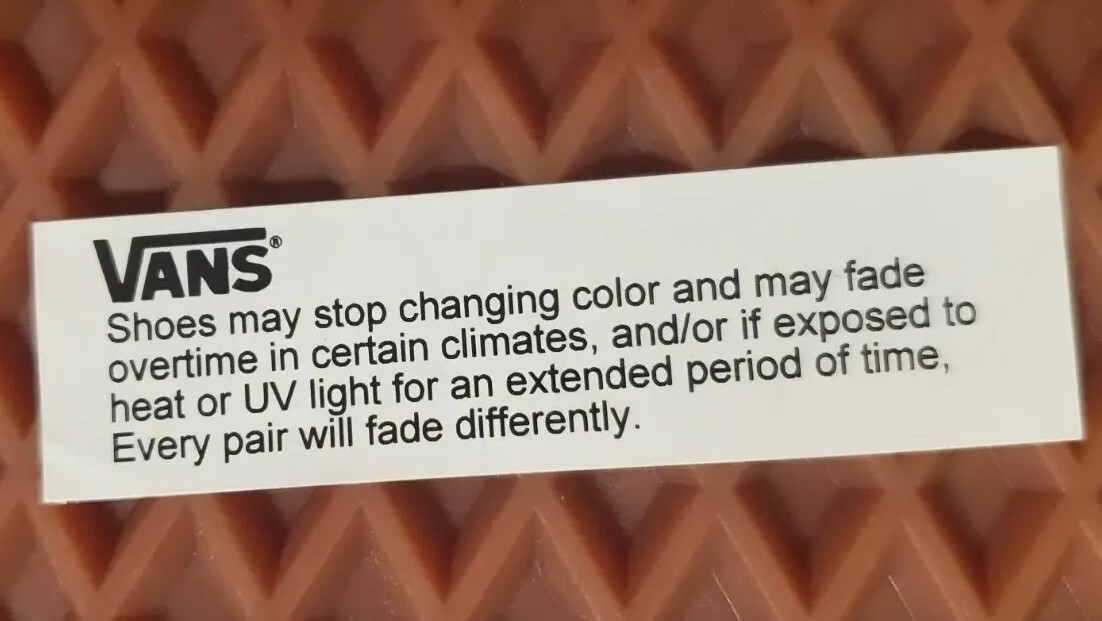 VANS®
Shoes may stop changing color and may fade
overtime in certain climates, and/or if exposed to
heat or UV light for an extended period of time,
Every pair will fade differently.